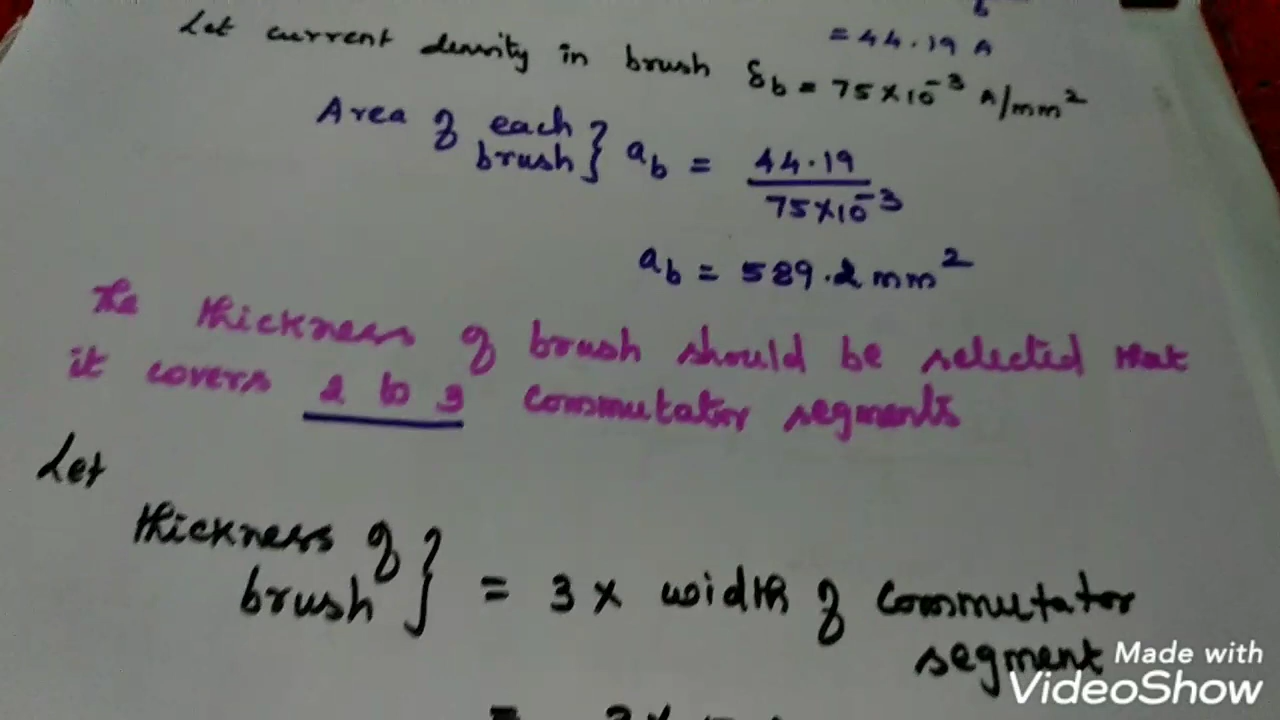 b
= 44.19 A
Let current density in brush δb = 75×10⁻³ A/mm²
Area of each brush } ab = 44.19 / 75×10⁻³
ab = 589.2 mm²
The thickness of brush should be selected that
it covers 2 to 3 commutator segments
Let
thickness of brush } = 3 × width of commutator
segment
=
Made with
VideoShow